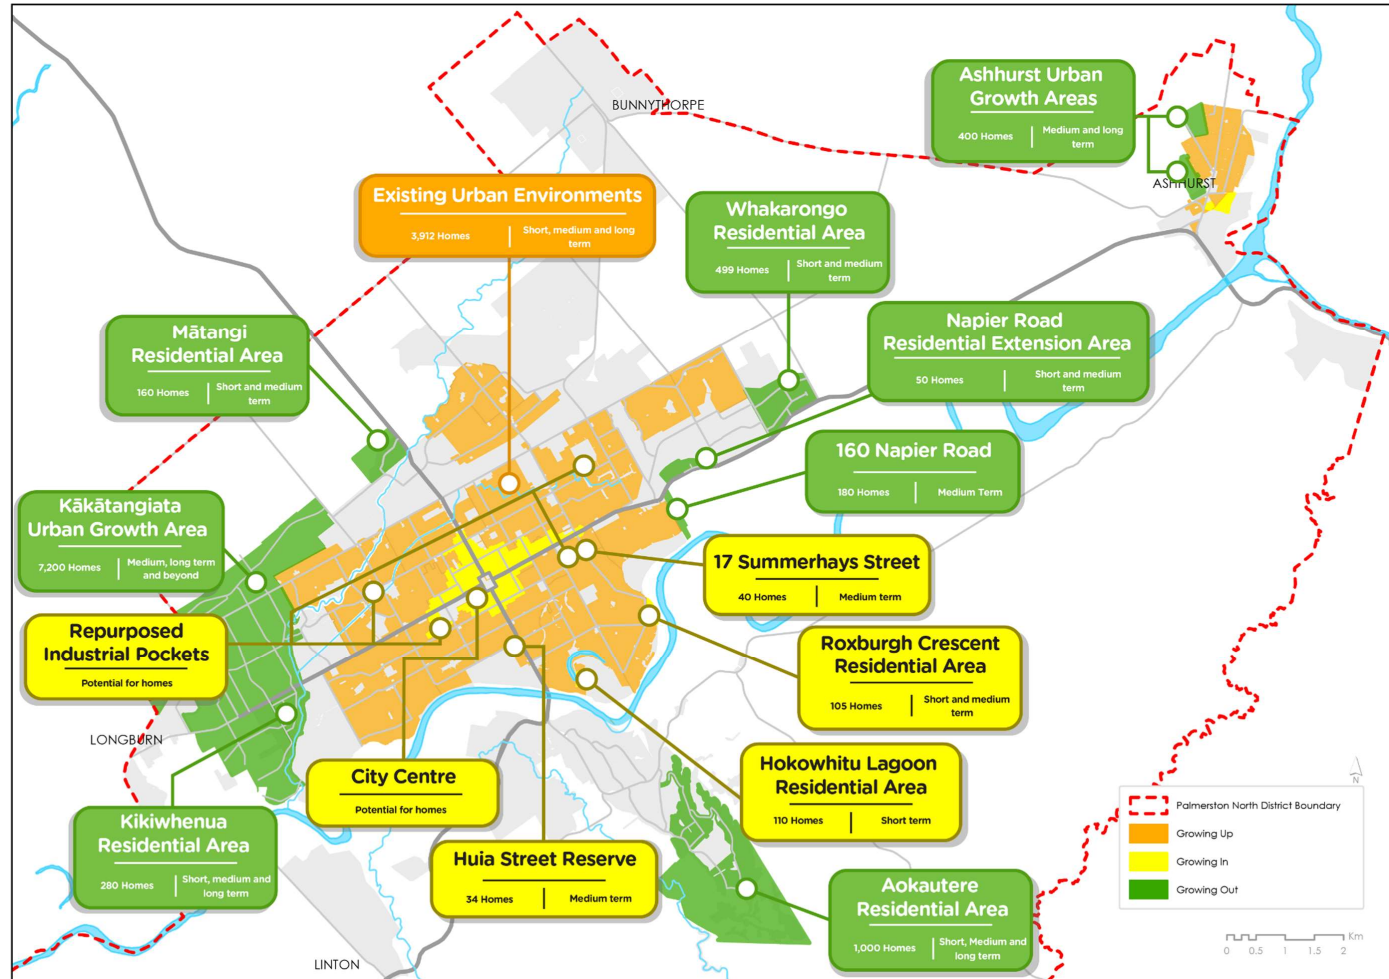 BUNNYTHORPE
Ashhurst Urban
Growth Areas
400 Homes
Medium and long
term
ASHHURST
Existing Urban Environments
3,912 Homes
Short, medium and long
term
Whakarongo
Residential Area
499 Homes
Short and medium
term
Mātangi
Residential Area
160 Homes
Short and medium
term
Napier Road
Residential Extension Area
50 Homes
Short and medium
term
160 Napier Road
180 Homes
Medium Term
Kākātangiata
Urban Growth Area
7,200 Homes
Medium, long term
and beyond
17 Summerhays Street
40 Homes
Medium term
Repurposed
Industrial Pockets
Potential for homes
Roxburgh Crescent
Residential Area
105 Homes
Short and medium
term
LONGBURN
City Centre
Potential for homes
Hokowhitu Lagoon
Residential Area
110 Homes
Short term
Kikiwhenua
Residential Area
280 Homes
Short, medium and
long term
Huia Street Reserve
34 Homes
Medium term
Aokautere
Residential Area
1,000 Homes
Short, Medium and
long term
LINTON
N
Palmerston North District Boundary
Growing Up
Growing In
Growing Out
Km
0 0.5 1 1.5 2